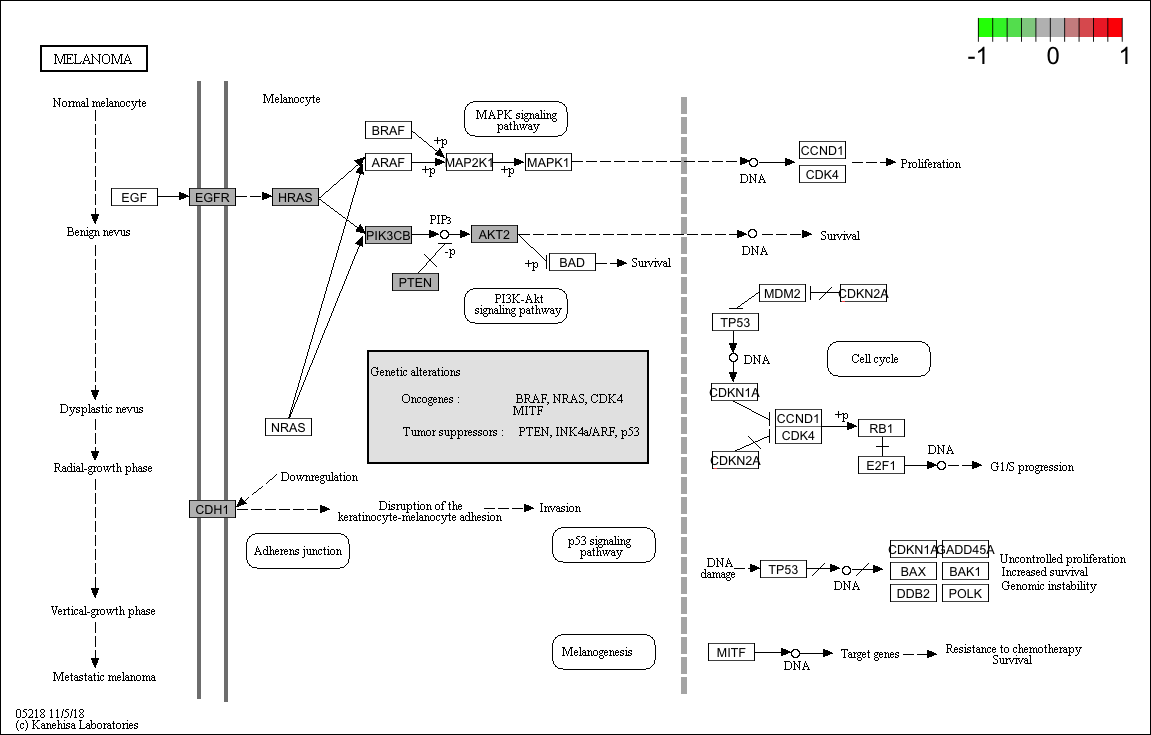 -1 0 1
MELANOMA
Normal melanocyte
Benign nevus
Dysplastic nevus
Radial-growth phase
Vertical-growth phase
Metastatic melanoma
Melanocyte
EGF
EGFR
HRAS
NRAS
BRAF
ARAF
+p
+p
MAP2K1
+p
MAPK1
MAPK signaling
pathway
DNA
CCND1
CDK4
Proliferation
PIK3CB
PIP3
-p
PTEN
AKT2
DNA
Survival
+p
BAD
Survival
PI3K-Akt
signaling pathway
MDM2
CDKN2A
TP53
DNA
Cell cycle
CDKN1A
CCND1
CDK4
CDKN2A
+p
RB1
E2F1
DNA
G1/S progression
Genetic alterations
Oncogenes : BRAF, NRAS, CDK4
MITF
Tumor suppressors : PTEN, INK4a/ARF, p53
Downregulation
CDH1
Disruption of the
keratinocyte-melanocyte adhesion
Invasion
Adherens junction
p53 signaling
pathway
DNA
damage
TP53
DNA
CDKN1A
GADD45A
BAX
BAK1
DDB2
POLK
Uncontrolled proliferation
Increased survival
Genomic instability
Melanogenesis
MITF
DNA
Target genes
Resistance to chemotherapy
Survival
05218 11/5/18
(c) Kanehisa Laboratories